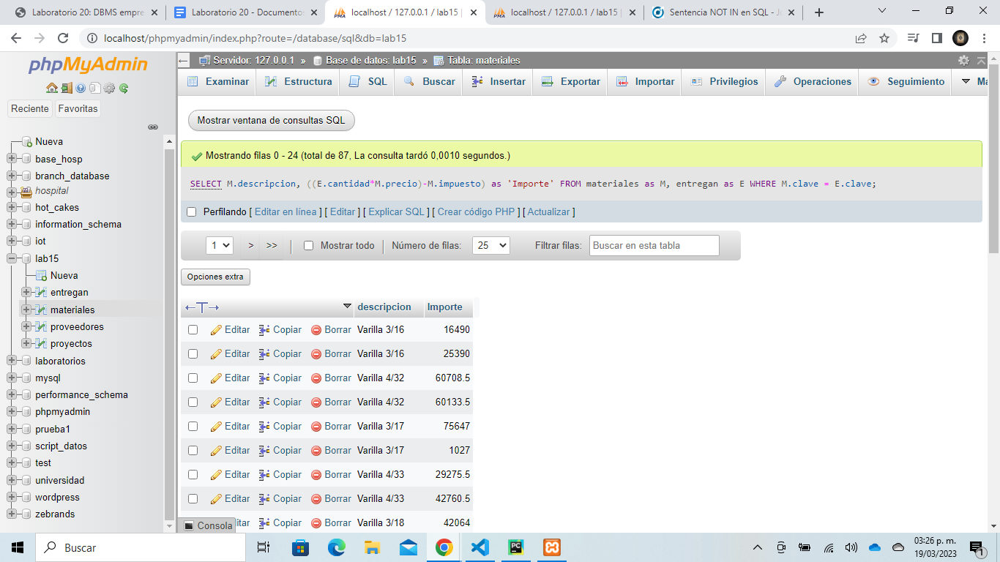 Laboratorio 20: DBMS empre
Laboratorio 20 - Documento
localhost / 127.0.0.1 / lab15 |
localhost / 127.0.0.1 / lab15 |
Sentencia NOT IN en SQL - Jo
localhost/phpmyadmin/index.php?route=/database/sql&db=lab15
phpMyAdmin
Reciente
Favoritas
Nueva
base_hosp
branch_database
hospital
hot_cakes
information_schema
iot
lab15
Nueva
entregan
materiales
proveedores
proyectos
laboratorios
mysql
performance_schema
phpmyadmin
prueba1
script_datos
test
universidad
wordpress
zebrands
Servidor: 127.0.0.1 » Base de datos: lab15 » Tabla: materiales
Examinar Estructura SQL Buscar Insertar Exportar Importar Privilegios Operaciones Seguimiento Ma
Mostrar ventana de consultas SQL
Mostrando filas 0 - 24 (total de 87, La consulta tardó 0,0010 segundos.)
SELECT M.descripcion, ((E.cantidad*M.precio)-M.impuesto) as 'Importe' FROM materiales as M, entregan as E WHERE M.clave = E.clave;
Perfilando [ Editar en línea ] [ Editar ] [ Explicar SQL ] [ Crear código PHP ] [ Actualizar ]
1 > >> | Mostrar todo | Número de filas: 25 Filtrar filas: Buscar en esta tabla
Opciones extra
←T→ descripcion Importe
Editar Copiar Borrar Varilla 3/16 16490
Editar Copiar Borrar Varilla 3/16 25390
Editar Copiar Borrar Varilla 4/32 60708.5
Editar Copiar Borrar Varilla 4/32 60133.5
Editar Copiar Borrar Varilla 3/17 75647
Editar Copiar Borrar Varilla 3/17 1027
Editar Copiar Borrar Varilla 4/33 29275.5
Editar Copiar Borrar Varilla 4/33 42760.5
Consola tar Copiar Borrar Varilla 3/18 42064
Buscar
03:26 p. m.
19/03/2023
1